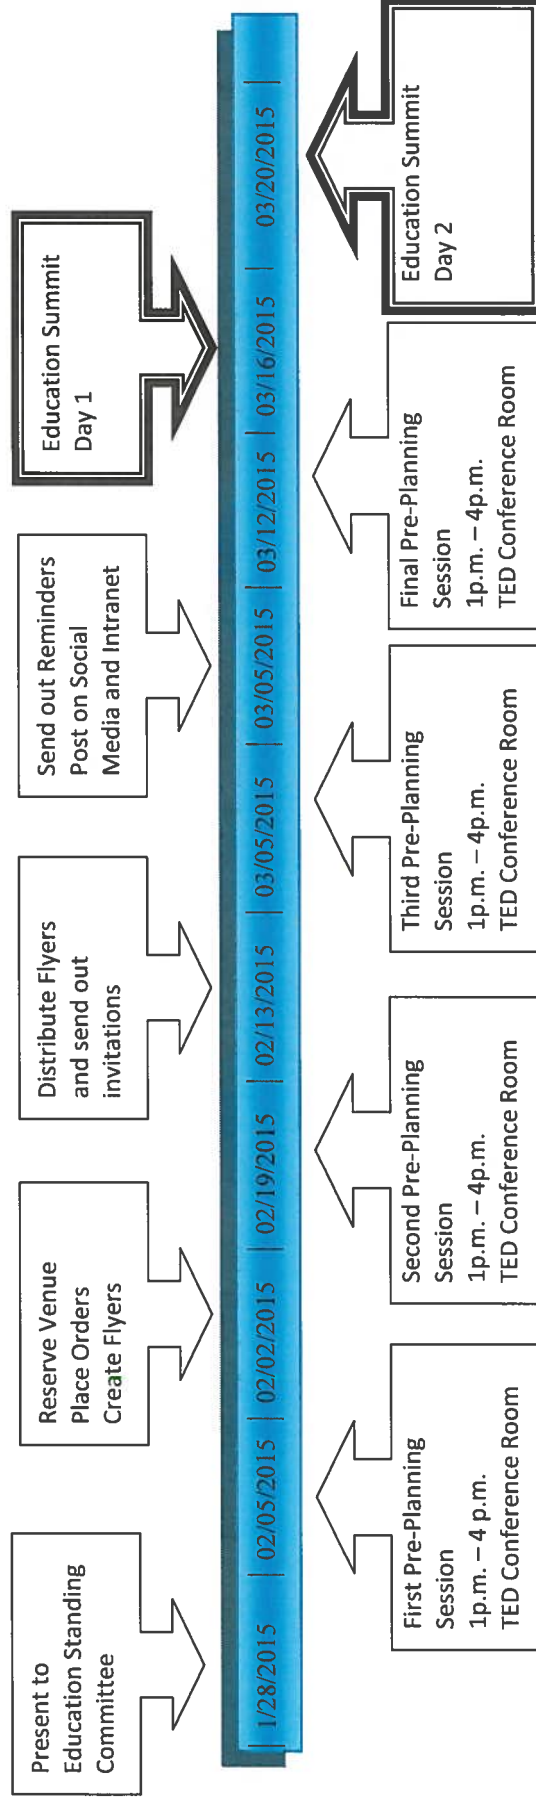 Present to
Education Standing
Committee
Reserve Venue
Place Orders
Create Flyers
Distribute Flyers
and send out
invitations
Send out Reminders
Post on Social
Media and Intranet
Education Summit
Day 1
1/28/2015 | 02/05/2015 | 02/02/2015 | 02/19/2015 | 02/13/2015 | 03/05/2015 | 03/05/2015 | 03/12/2015 | 03/16/2015 | 03/20/2015
First Pre-Planning
Session
1p.m. – 4 p.m.
TED Conference Room
Second Pre-Planning
Session
1p.m. – 4p.m.
TED Conference Room
Third Pre-Planning
Session
1p.m. – 4p.m.
TED Conference Room
Final Pre-Planning
Session
1p.m. – 4p.m.
TED Conference Room
Education Summit
Day 2